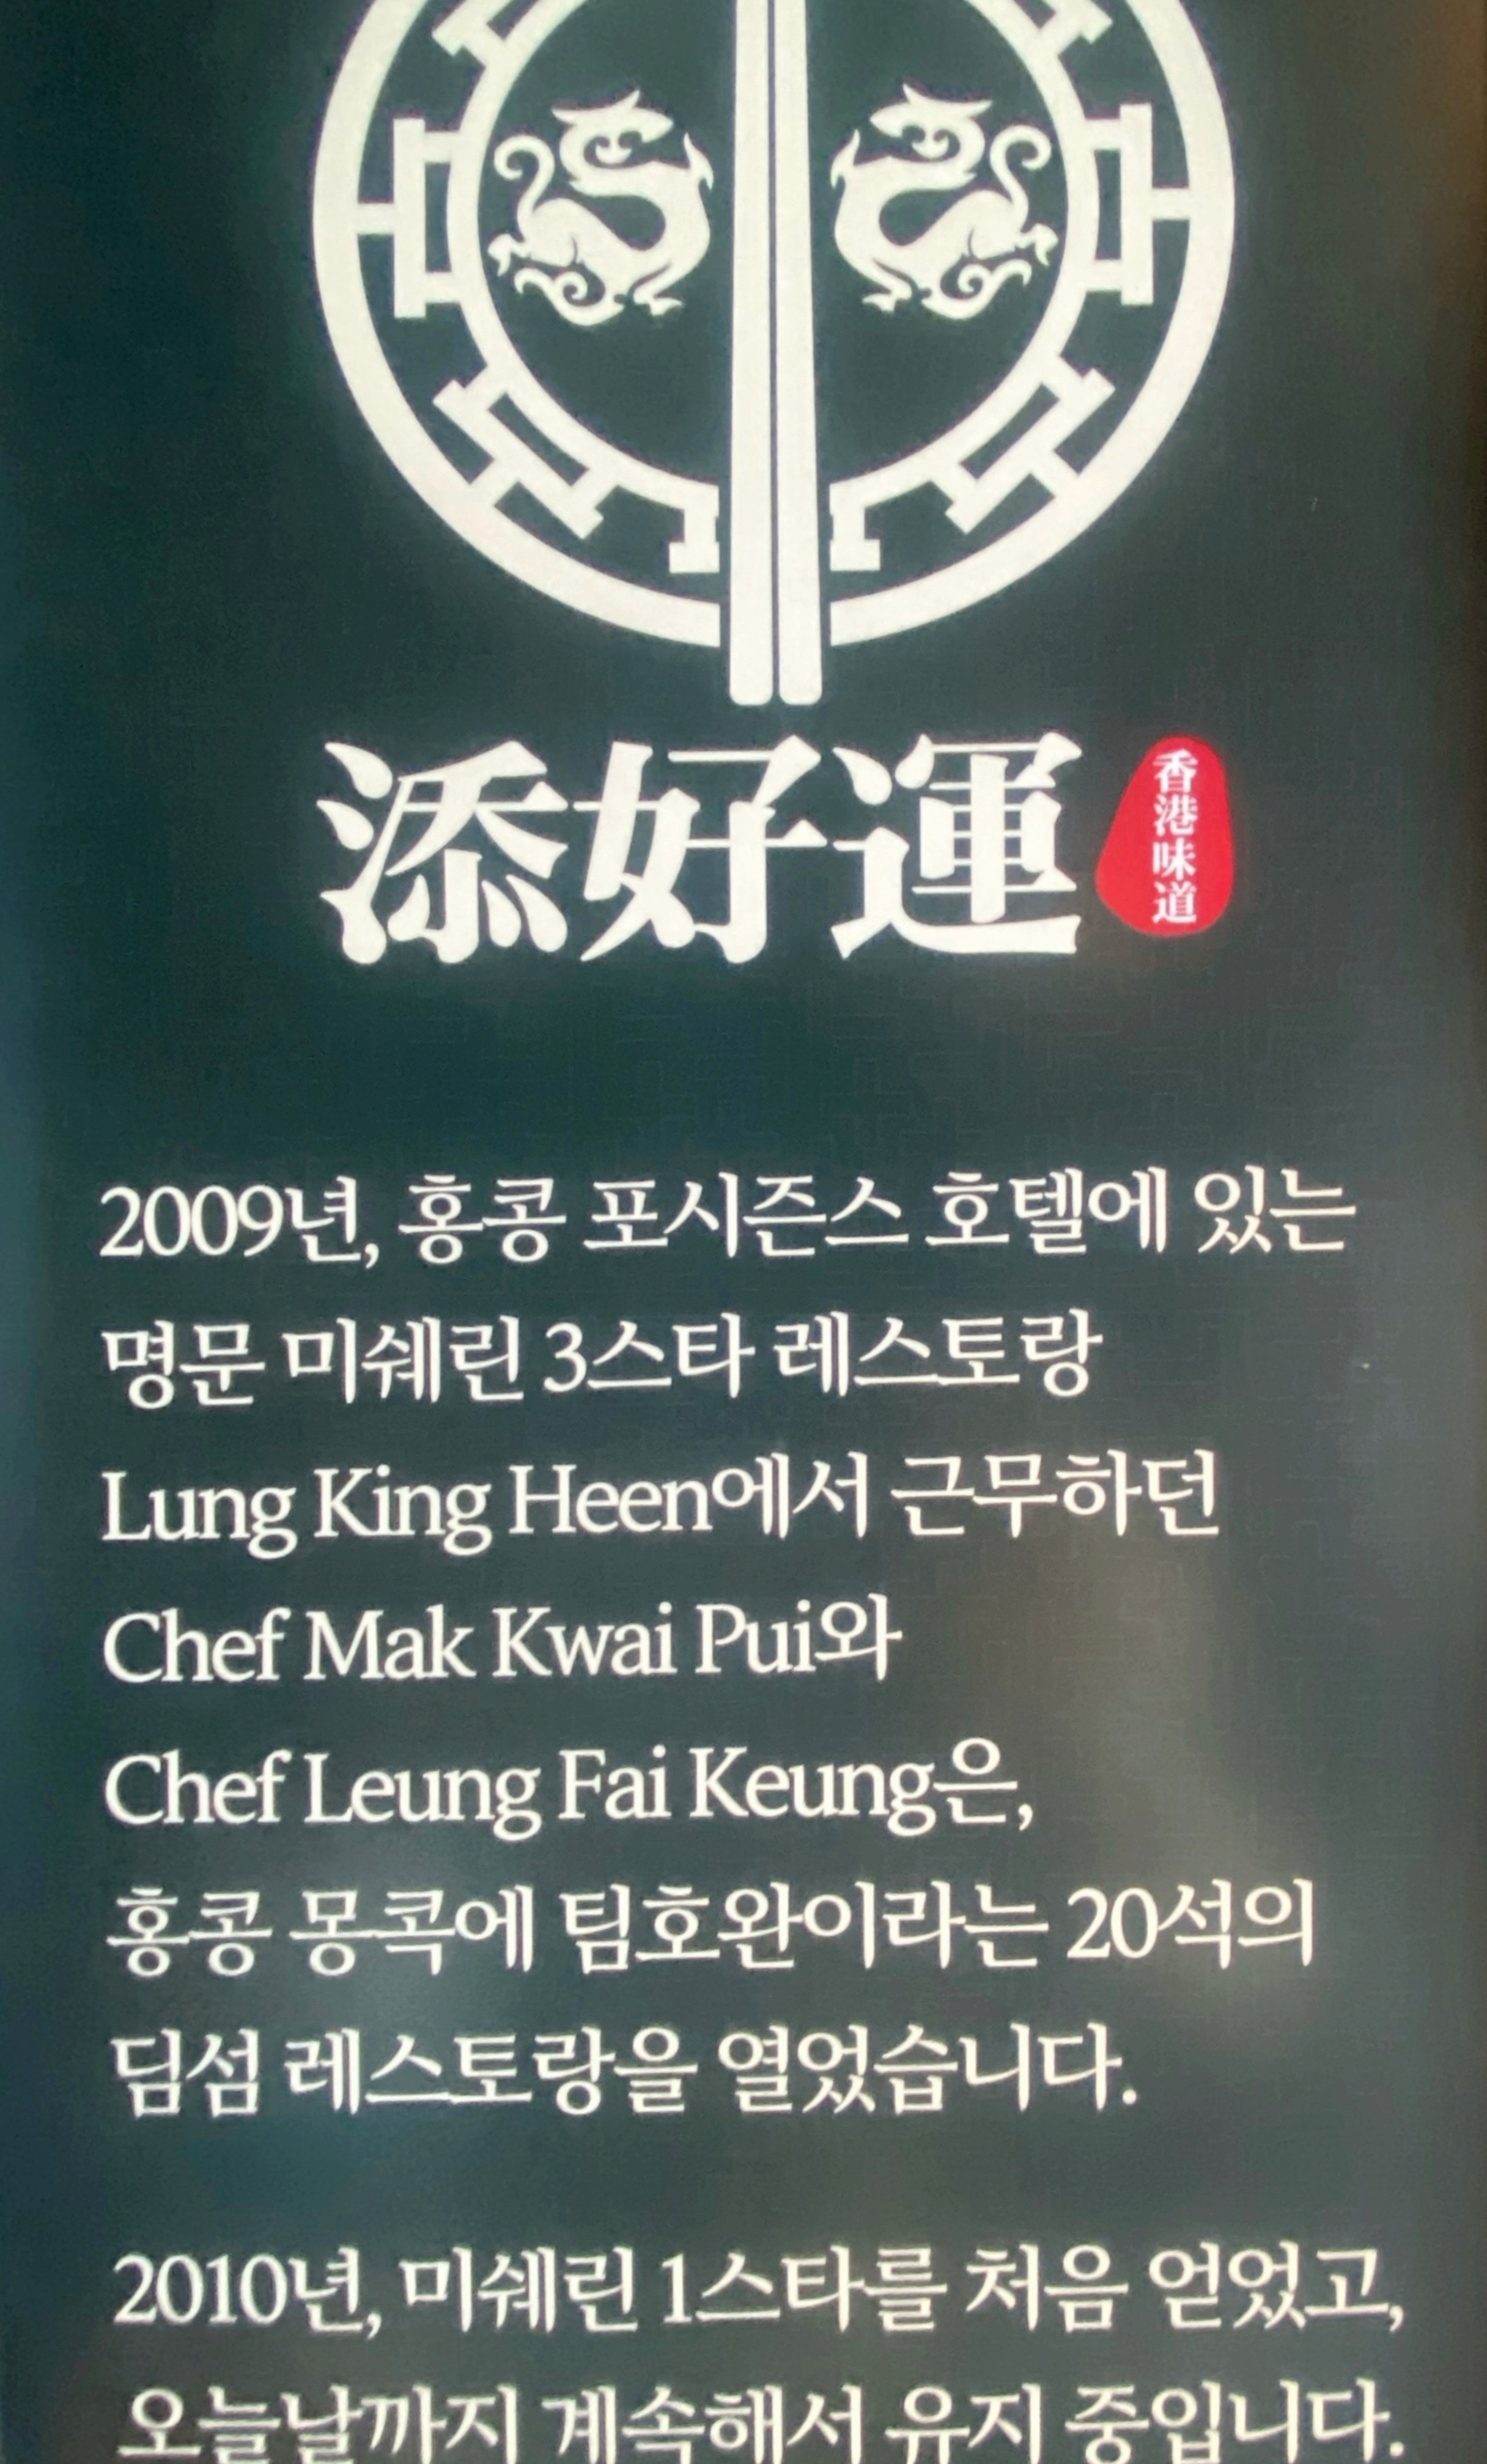 添好運
香港味道
2009년, 홍콩 포시즌스 호텔에 있는
명문 미쉐린 3스타 레스토랑
Lung King Heen에서 근무하던
Chef Mak Kwai Pui와
Chef Leung Fai Keung은,
홍콩 몽콕에 팀호완이라는 20석의
딤섬 레스토랑을 열었습니다.
2010년, 미쉐린 1스타를 처음 얻었고,
오늘날까지 계속해서 유지 중입니다.